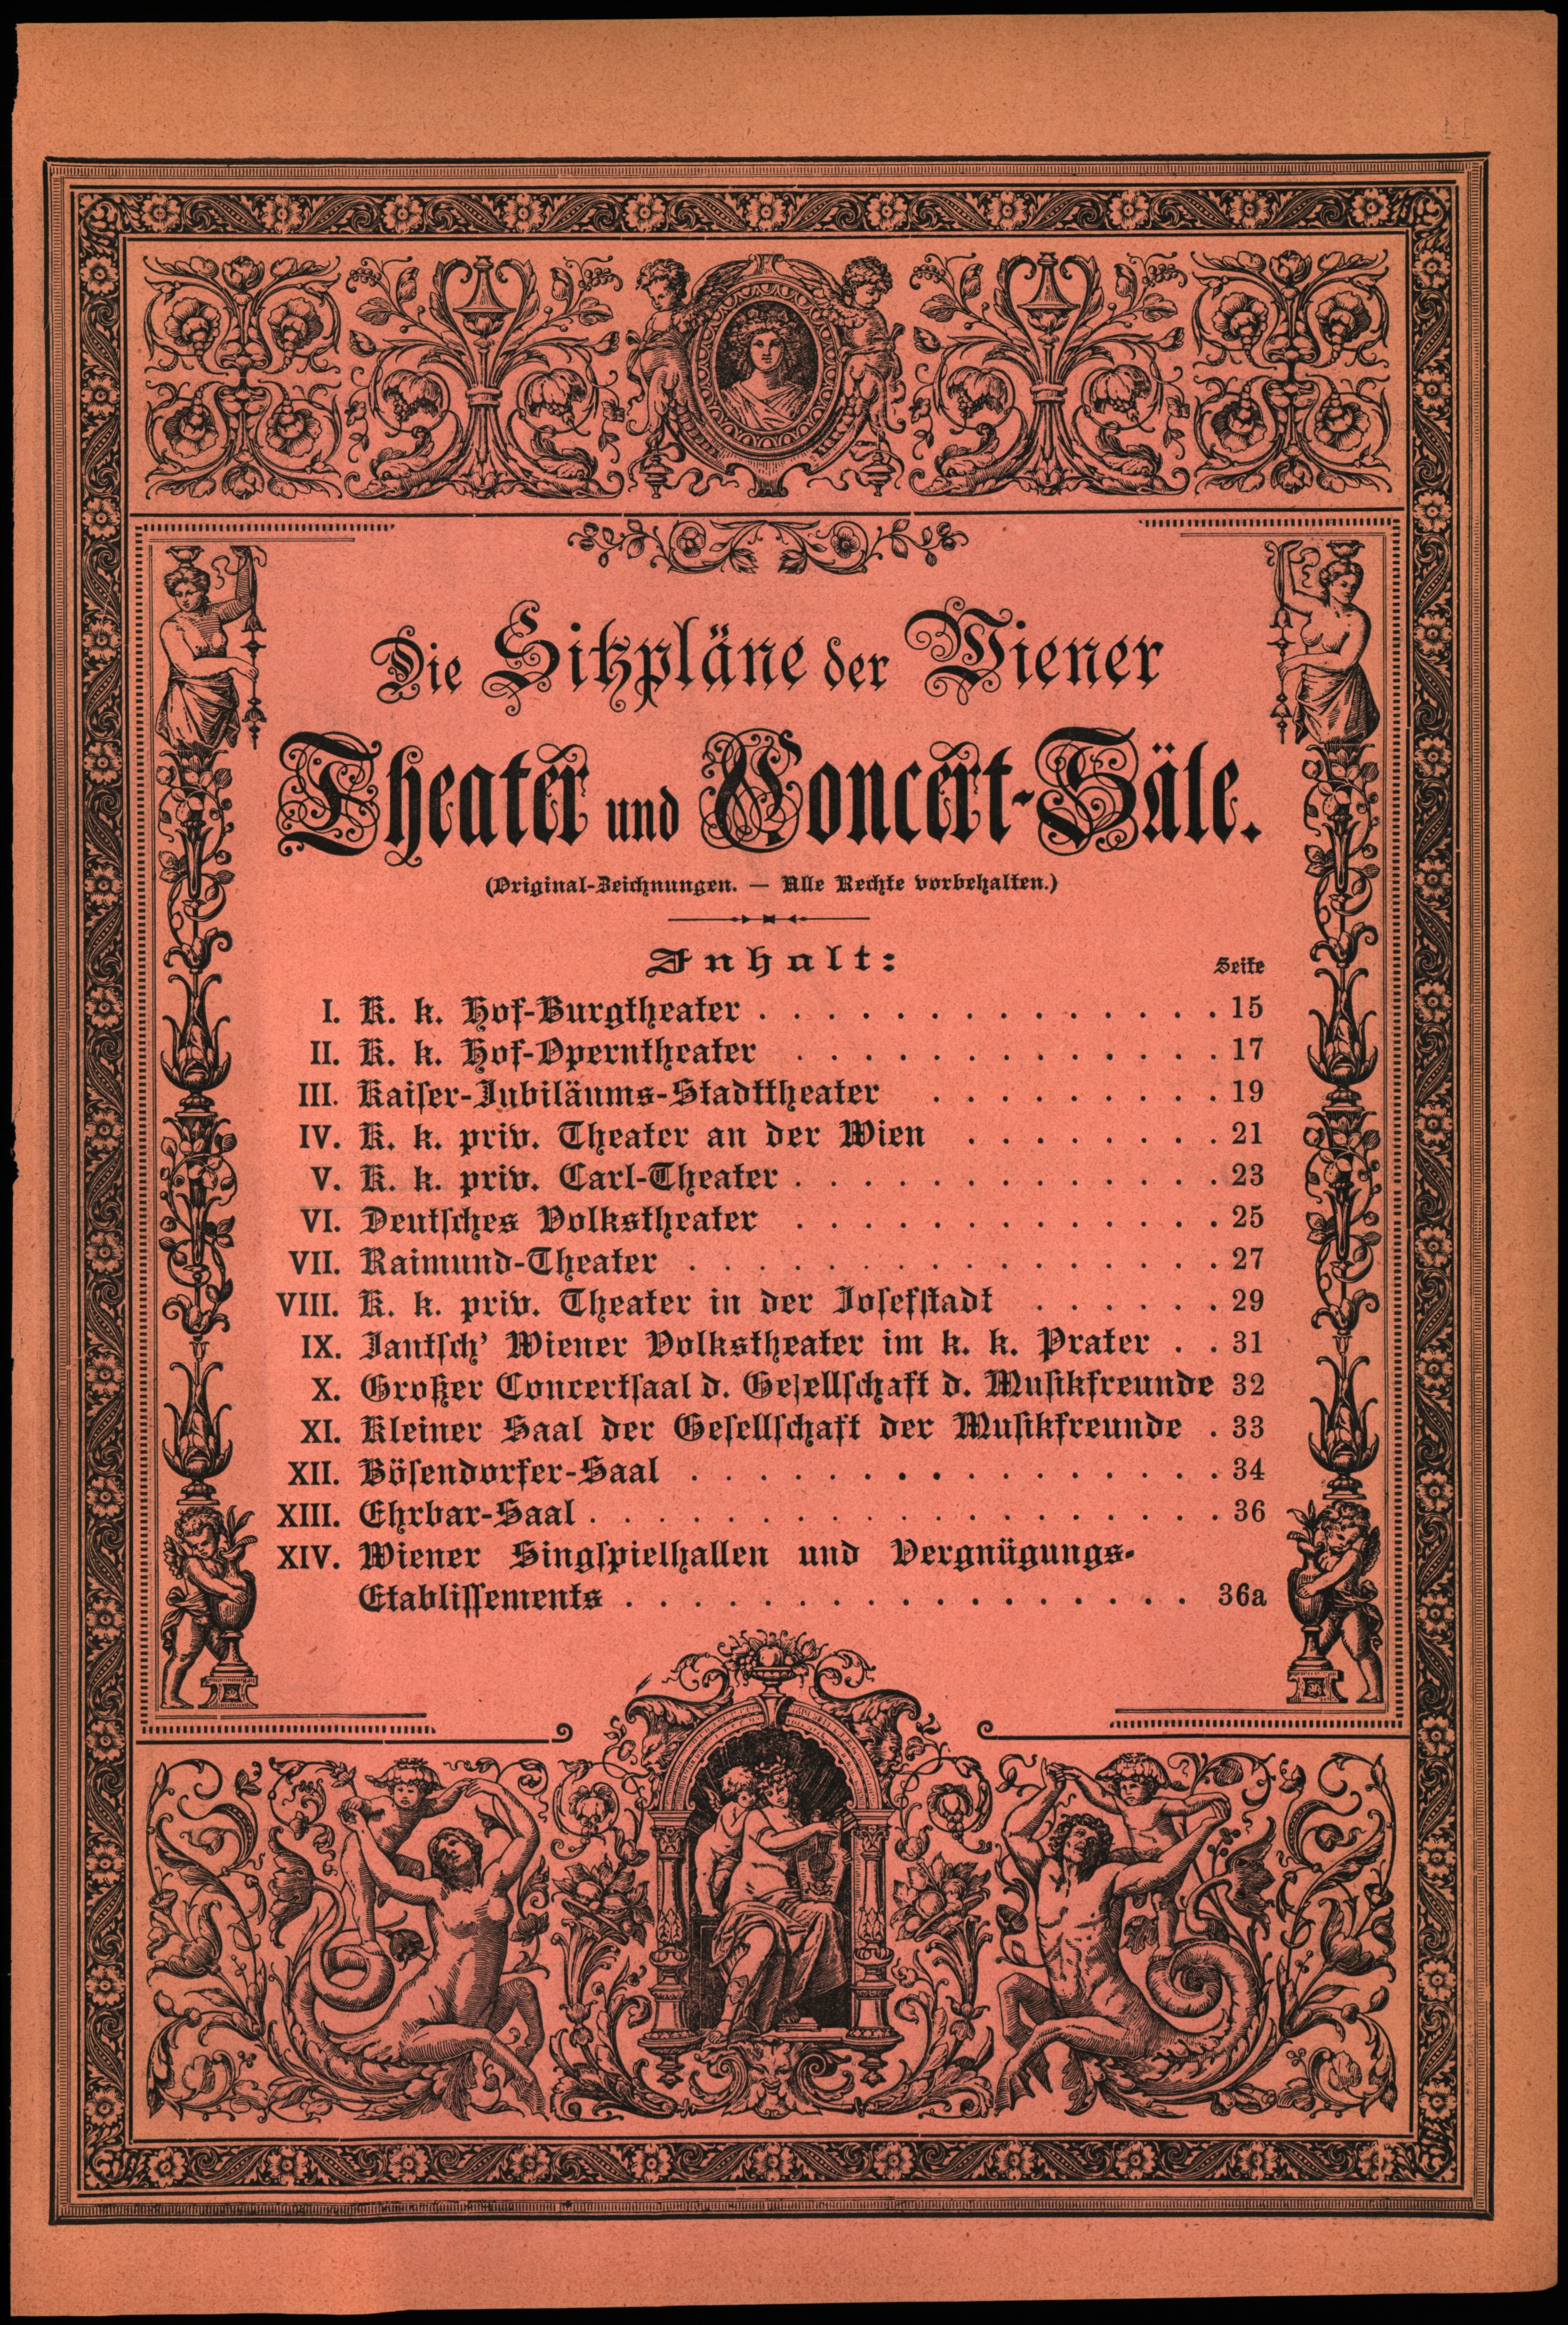 Die Sitzpläne der Wiener
Theater und Concert-Säle.
(Original-Zeichnungen. — Alle Rechte vorbehalten.)
Inhalt:
Seite
I. K. k. Hof-Burgtheater . . . . . . . . . . . . . . 15
II. K. k. Hof-Operntheater . . . . . . . . . . . . . 17
III. Kaiser-Jubiläums-Stadttheater . . . . . . . . . 19
IV. K. k. priv. Theater an der Wien . . . . . . . . 21
V. K. k. priv. Carl-Theater . . . . . . . . . . . . . 23
VI. Deutsches Volkstheater . . . . . . . . . . . . . 25
VII. Raimund-Theater . . . . . . . . . . . . . . . . 27
VIII. K. k. priv. Theater in der Josefstadt . . . . . . 29
IX. Jantsch' Wiener Volkstheater im k. k. Prater . . 31
X. Großer Concertsaal d. Gesellschaft d. Musikfreunde 32
XI. Kleiner Saal der Gesellschaft der Musikfreunde . 33
XII. Bösendorfer-Saal . . . . . . . . . . . . . . . . 34
XIII. Ehrbar-Saal . . . . . . . . . . . . . . . . . . . 36
XIV. Wiener Singspielhallen und Vergnügungs-
Etablissements . . . . . . . . . . . . . . . . . 36a